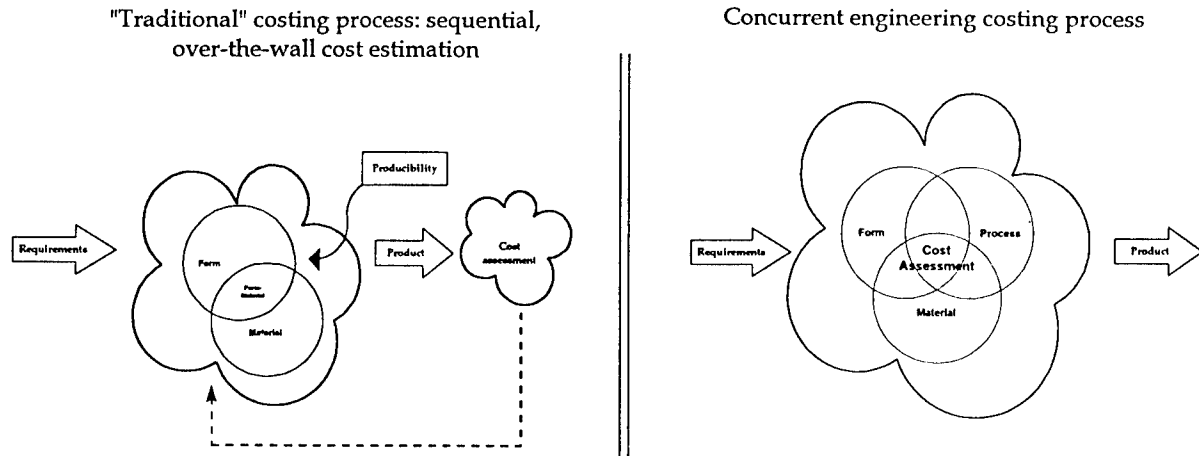 "Traditional" costing process: sequential,
over-the-wall cost estimation
Requirements
Producibility
Form
Material
Product
Cost
assessment
Concurrent engineering costing process
Requirements
Form
Process
Cost
Assessment
Material
Product